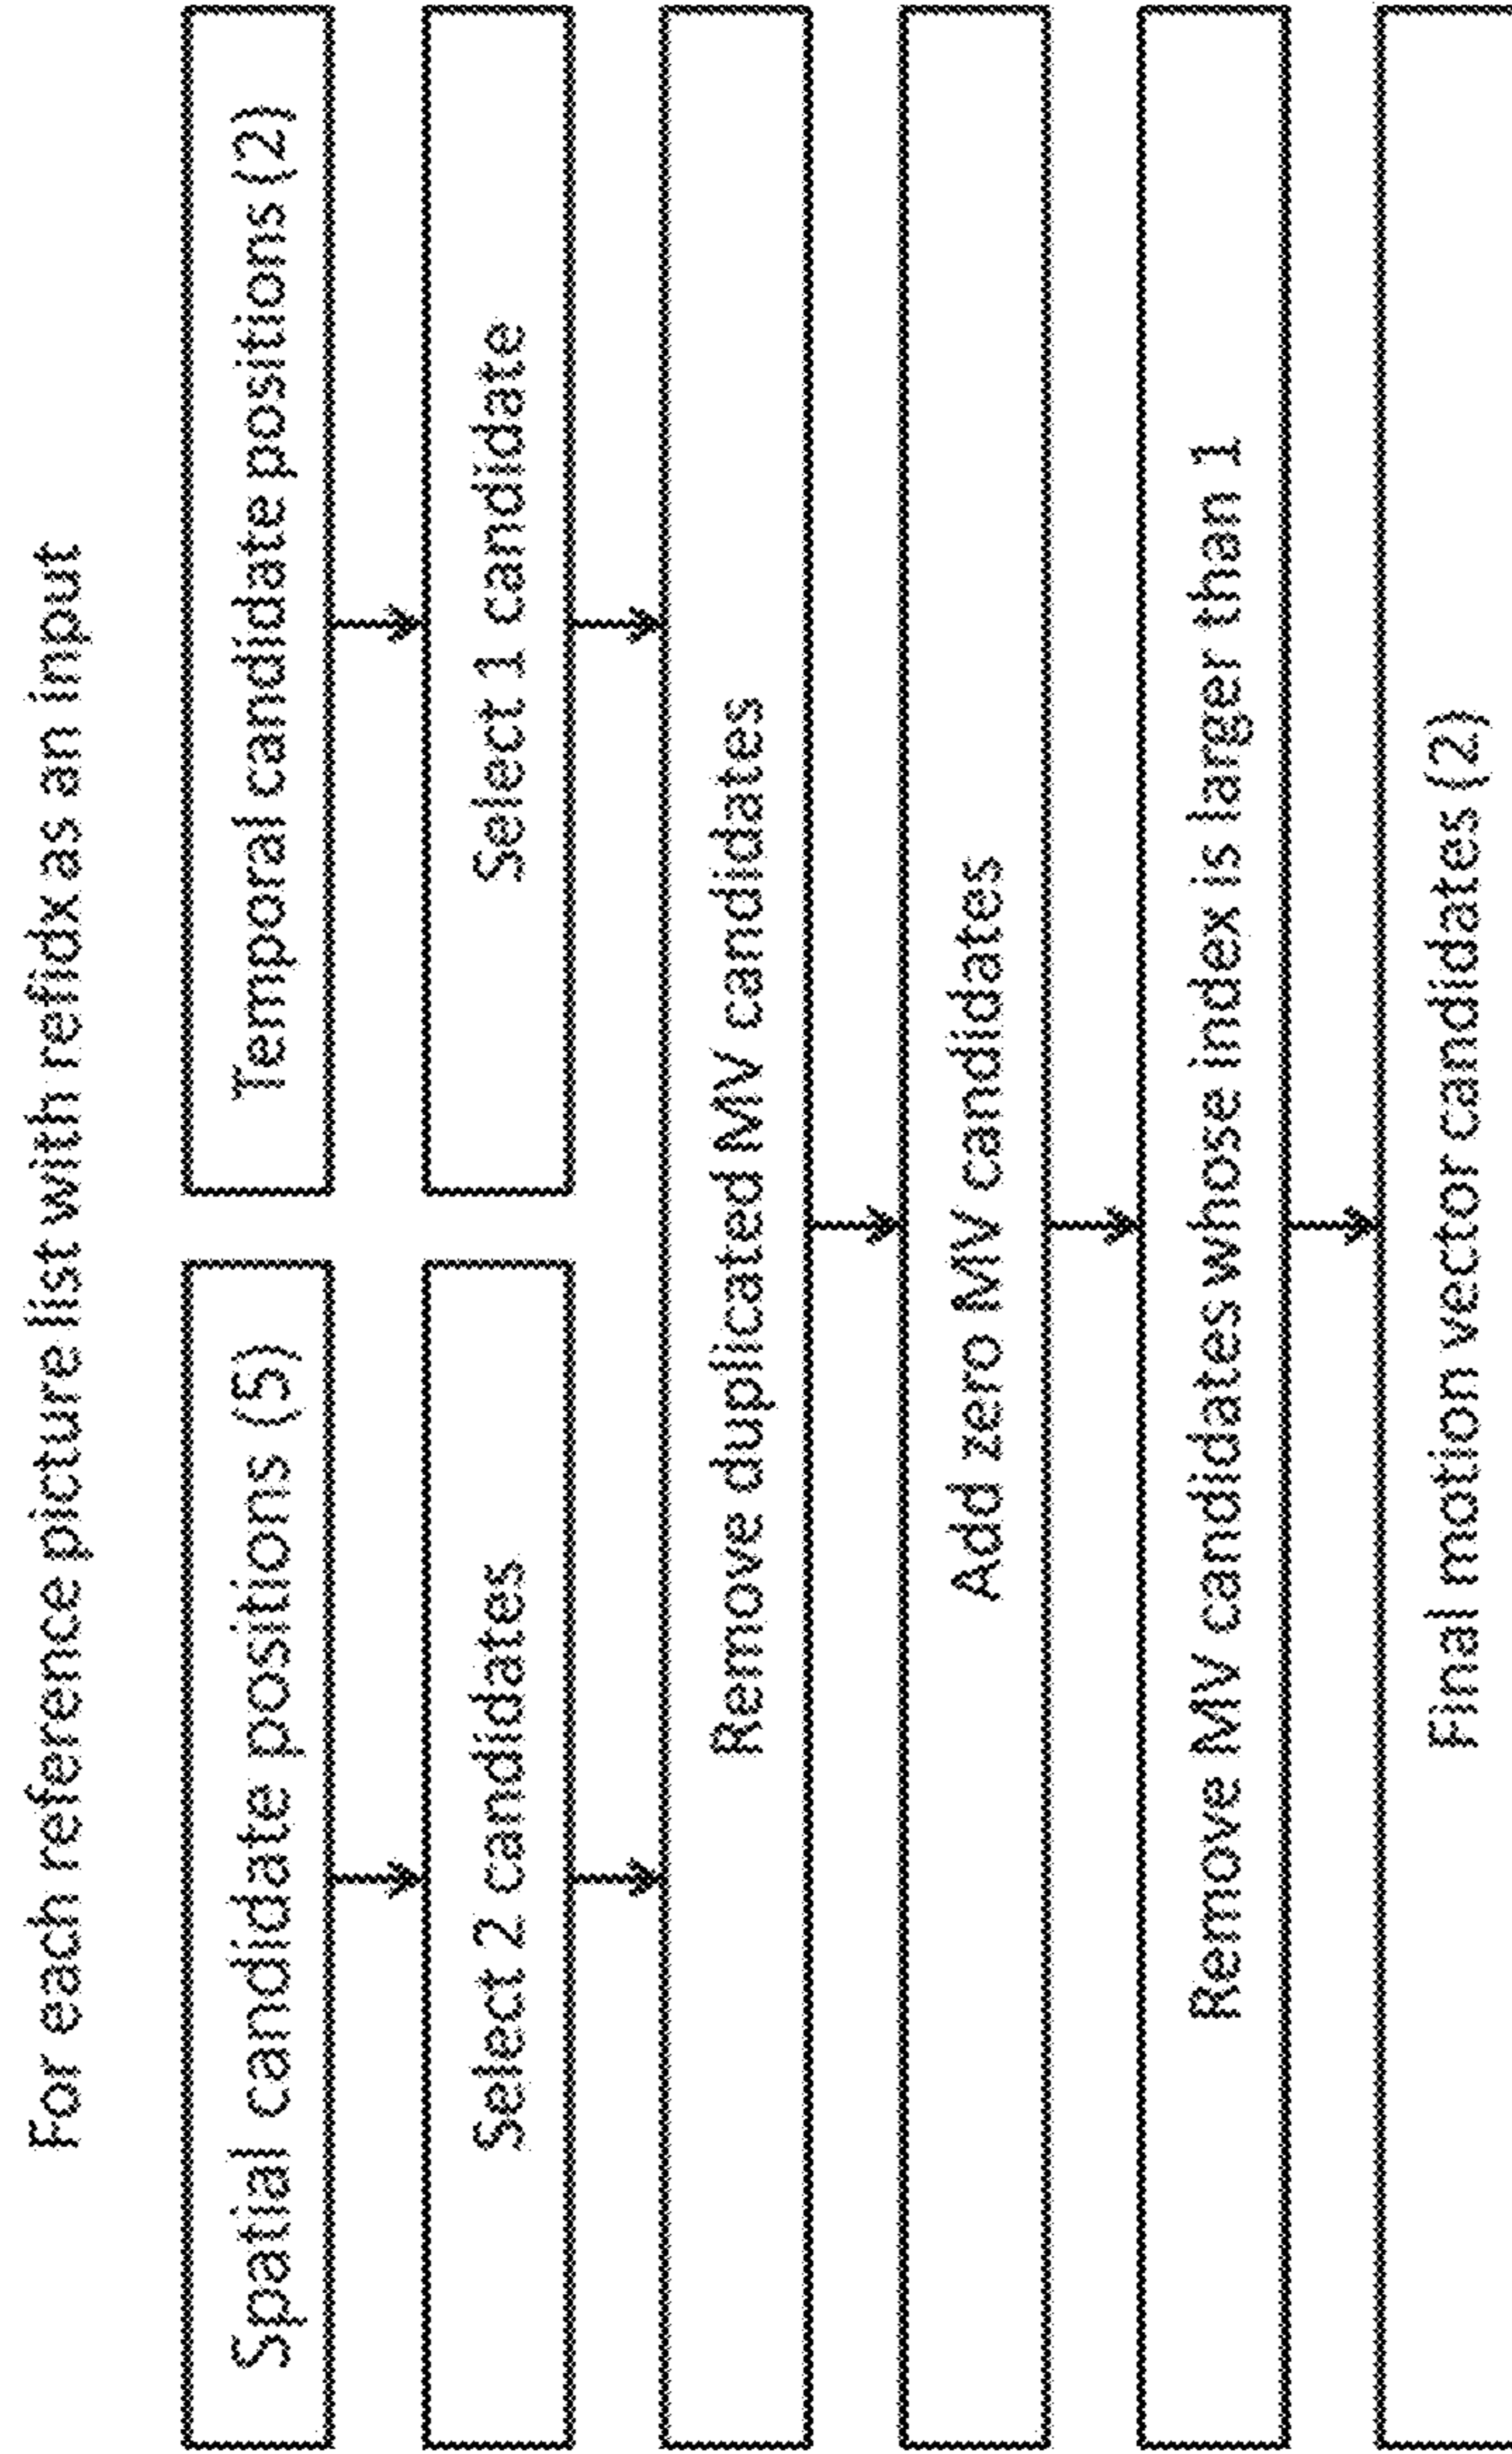 For each reference picture list with refidx as an input
Spatial candidate positions (5)
Temporal candidate positions (2)
Select 2 candidates
Select 1 candidate
Remove duplicated MV candidates
Add zero MV candidates
Remove MV candidates whose index is larger than 1
Final motion vector candidates (2)